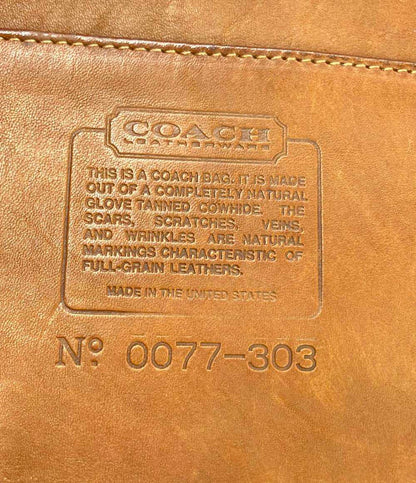 COACH
LEATHERWARE
THIS IS A COACH BAG. IT IS MADE
OUT OF A COMPLETELY NATURAL
GLOVE TANNED COWHIDE. THE
SCARS, SCRATCHES, VEINS,
AND WRINKLES ARE NATURAL
MARKINGS CHARACTERISTIC OF
FULL-GRAIN LEATHERS.
MADE IN THE UNITED STATES
Nº 0077-303